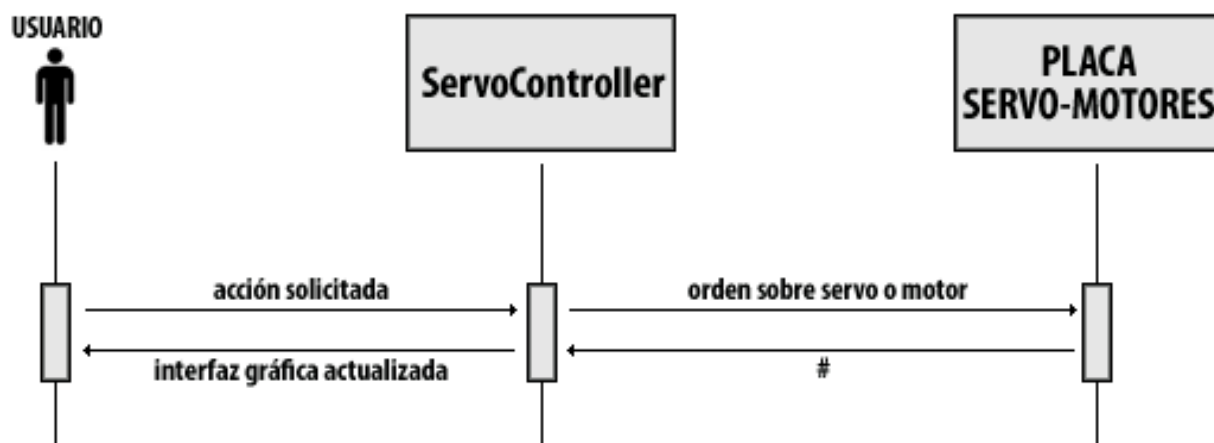 USUARIO
ServoController
PLACA
SERVO-MOTORES
acción solicitada
orden sobre servo o motor
interfaz gráfica actualizada
#